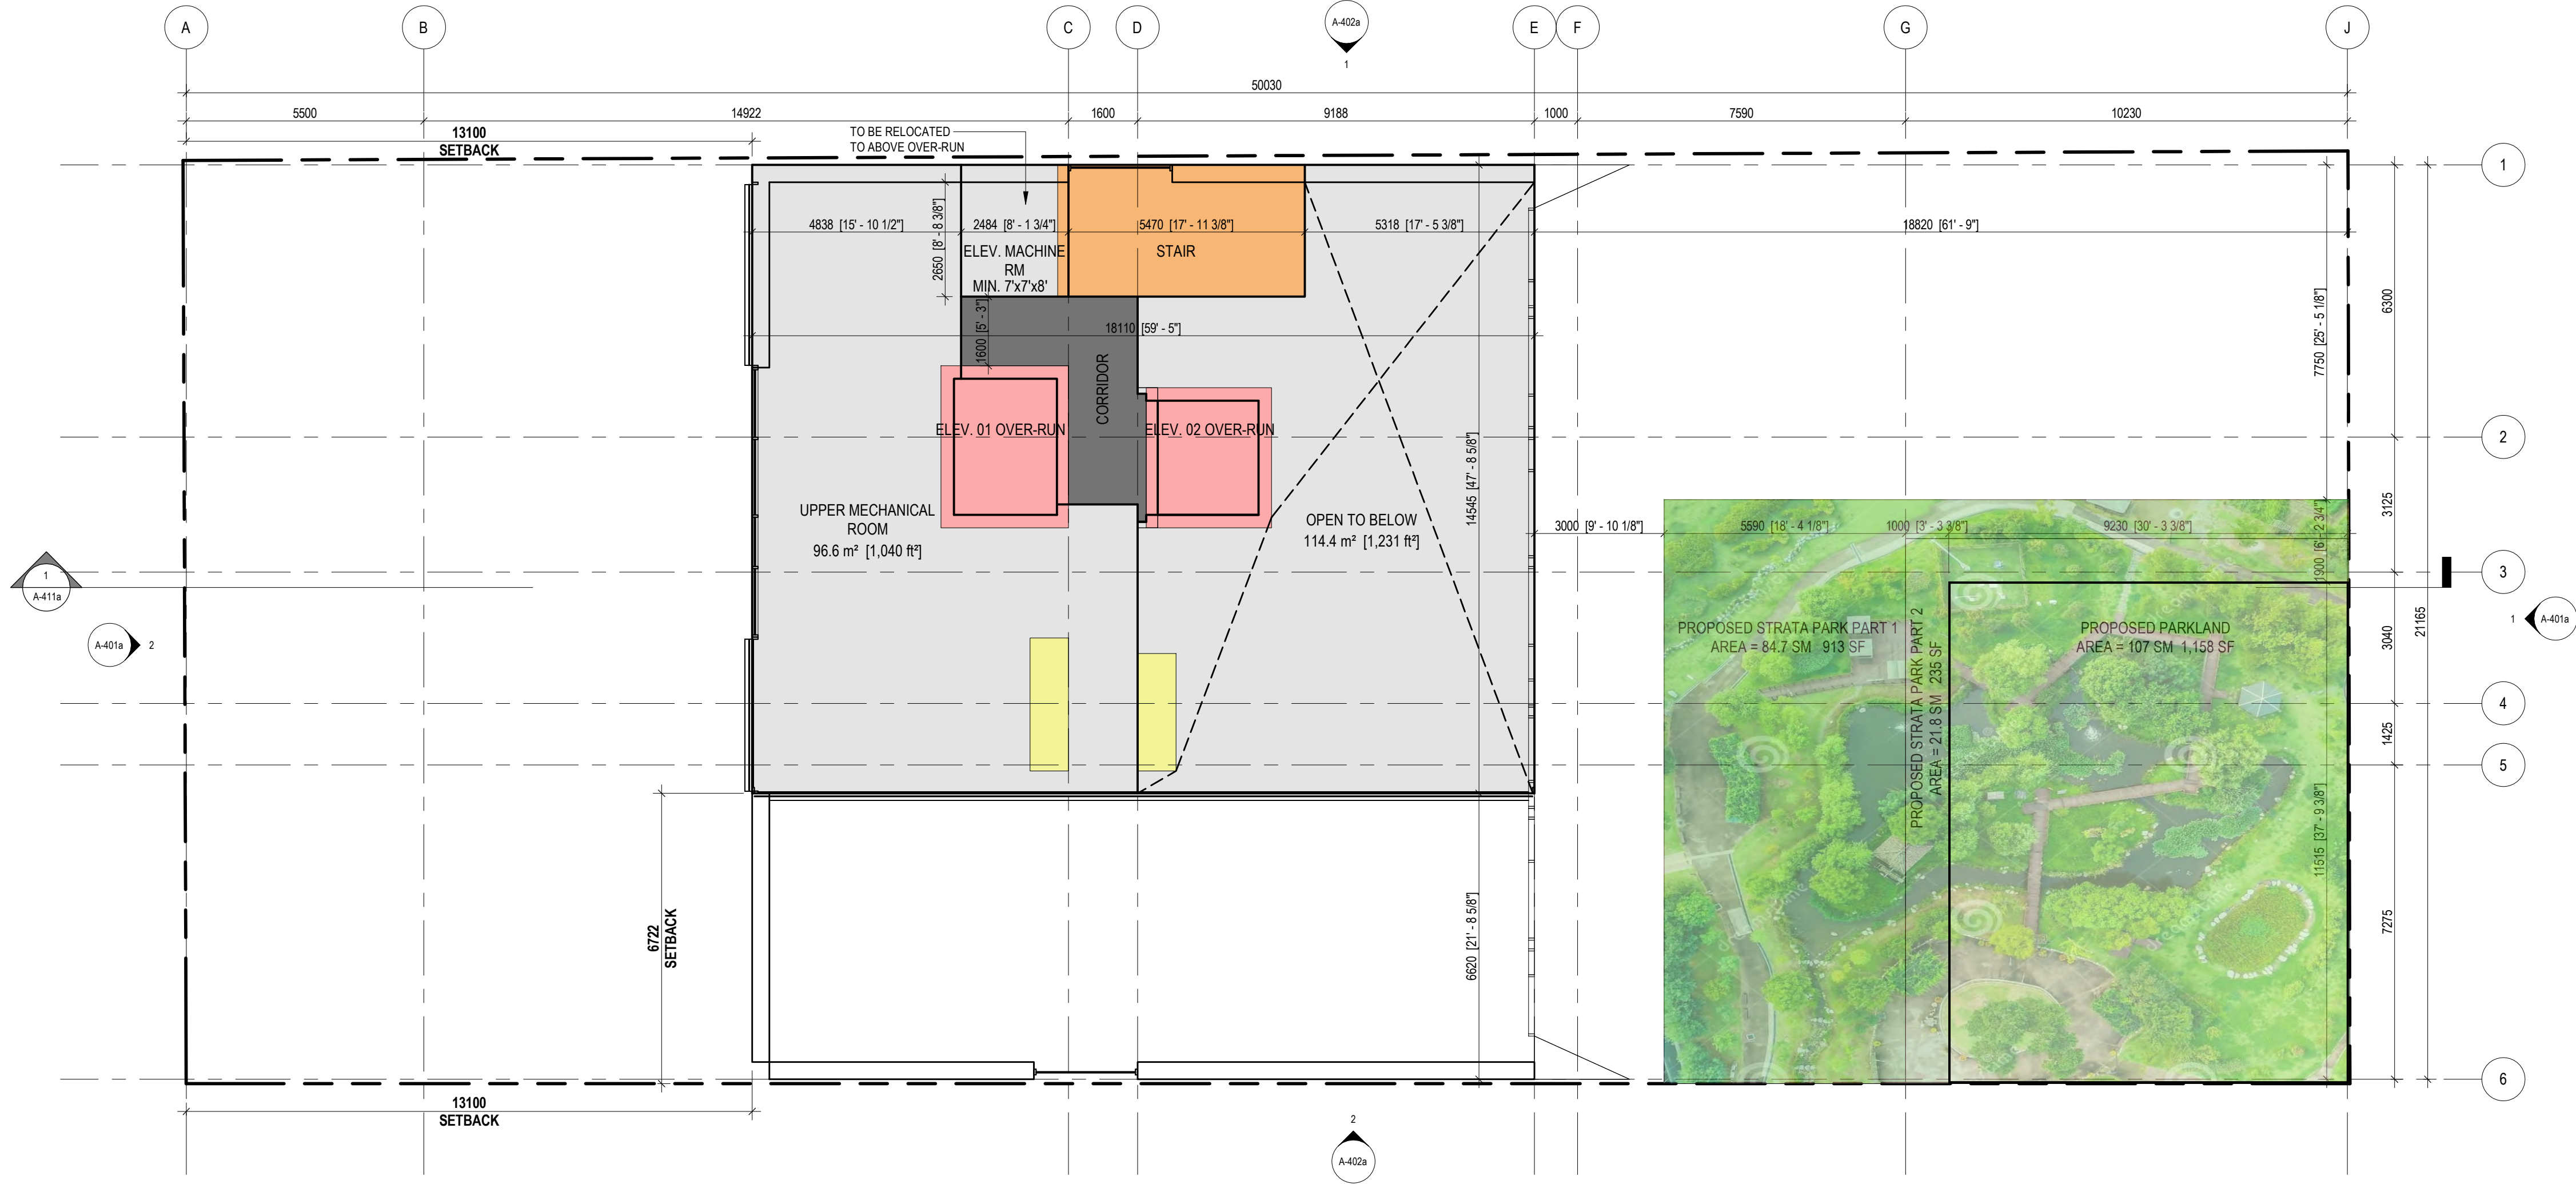 A
B
C
D
E
F
G
J
A-402a
1
50030
5500
14922
1600
9188
1000
7590
10230
13100
SETBACK
TO BE RELOCATED
TO ABOVE OVER-RUN
1
2
3
4
5
6
4838 [15' - 10 1/2"]
2484 [8' - 1 3/4"]
5470 [17' - 11 3/8"]
5318 [17' - 5 3/8"]
18820 [61' - 9"]
2650 [8' - 8 3/8"]
ELEV. MACHINE
RM
MIN. 7'x7'x8'
STAIR
1600 [5' - 3"]
18110 [59' - 5"]
CORRIDOR
7750 [25' - 5 1/8"]
6300
ELEV. 01 OVER-RUN
ELEV. 02 OVER-RUN
14545 [47' - 8 5/8"]
UPPER MECHANICAL
ROOM
96.6 m² [1,040 ft²]
OPEN TO BELOW
114.4 m² [1,231 ft²]
3000 [9' - 10 1/8"]
5590 [18' - 4 1/8"]
1000 [3' - 3 3/8"]
9230 [30' - 3 3/8"]
1900 [6' - 2 3/4"]
3125
1
A-411a
A-401a
2
PROPOSED STRATA PARK PART 1
AREA = 84.7 SM 913 SF
PROPOSED STRATA PARK PART 2
AREA = 21.8 SM 235 SF
PROPOSED PARKLAND
AREA = 107 SM 1,158 SF
3040
21165
1
A-401a
1425
11515 [37' - 9 3/8"]
7275
6722
SETBACK
6620 [21' - 8 5/8"]
13100
SETBACK
2
A-402a